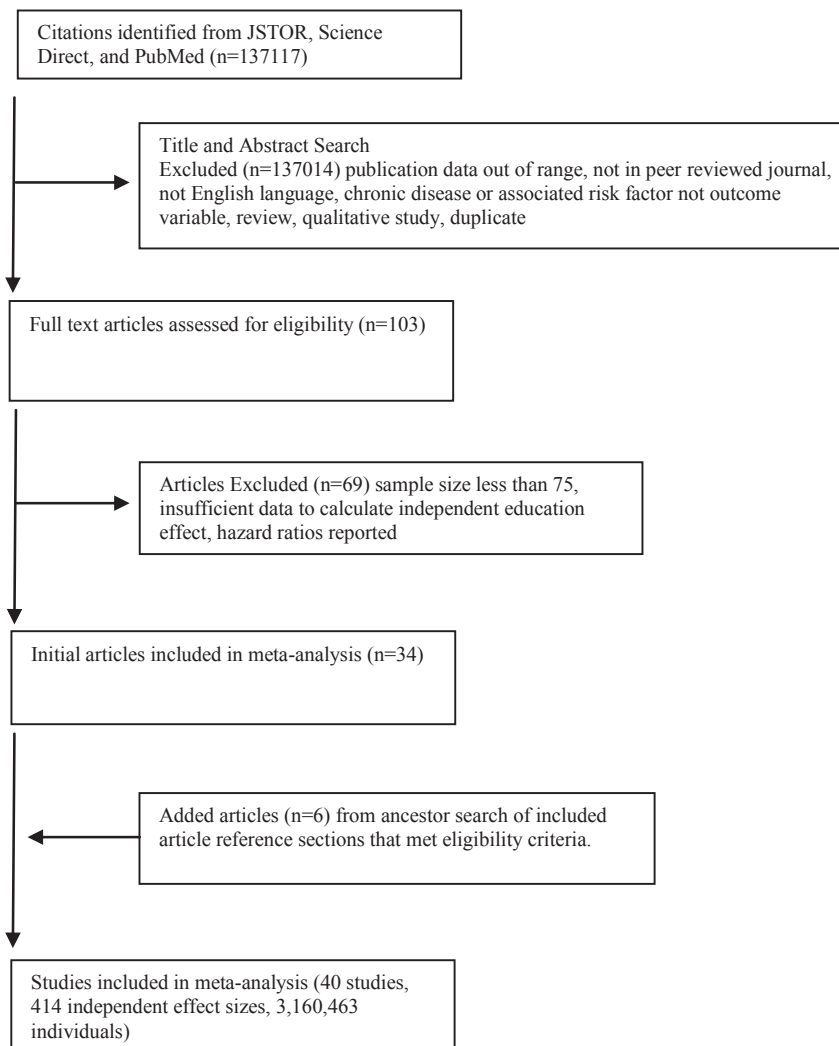 Citations identified from JSTOR, Science
Direct, and PubMed (n=137117)
Title and Abstract Search
Excluded (n=137014) publication data out of range, not in peer reviewed journal,
not English language, chronic disease or associated risk factor not outcome
variable, review, qualitative study, duplicate
Full text articles assessed for eligibility (n=103)
Articles Excluded (n=69) sample size less than 75,
insufficient data to calculate independent education
effect, hazard ratios reported
Initial articles included in meta-analysis (n=34)
Added articles (n=6) from ancestor search of included
article reference sections that met eligibility criteria.
Studies included in meta-analysis (40 studies,
414 independent effect sizes, 3,160,463
individuals)